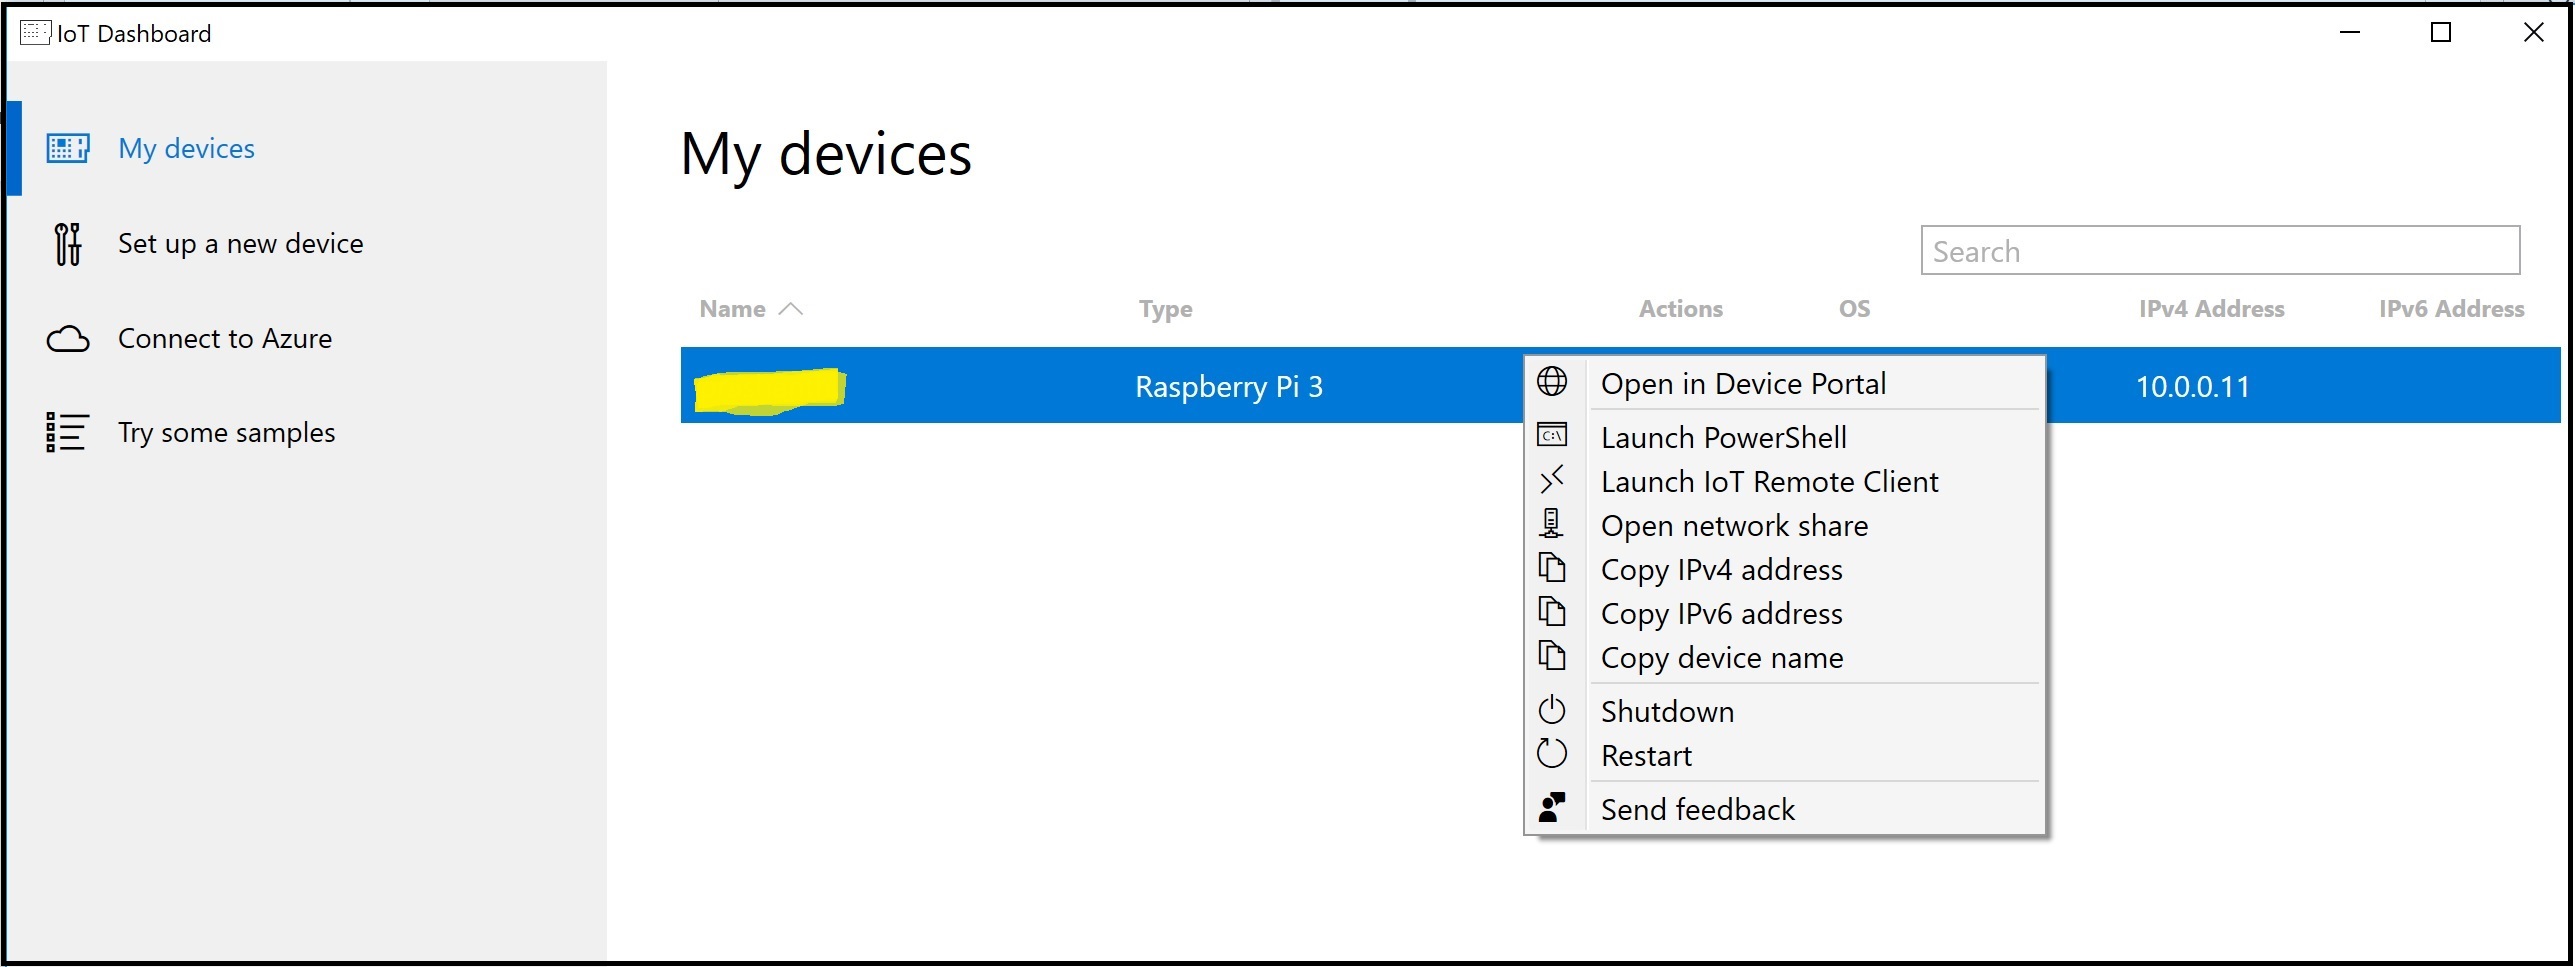 IoT Dashboard
My devices
Set up a new device
Connect to Azure
Try some samples
My devices
Search
Name Type Actions OS IPv4 Address IPv6 Address
Raspberry Pi 3 10.0.0.11
Open in Device Portal
C:\ Launch PowerShell
Launch IoT Remote Client
Open network share
Copy IPv4 address
Copy IPv6 address
Copy device name
Shutdown
Restart
Send feedback